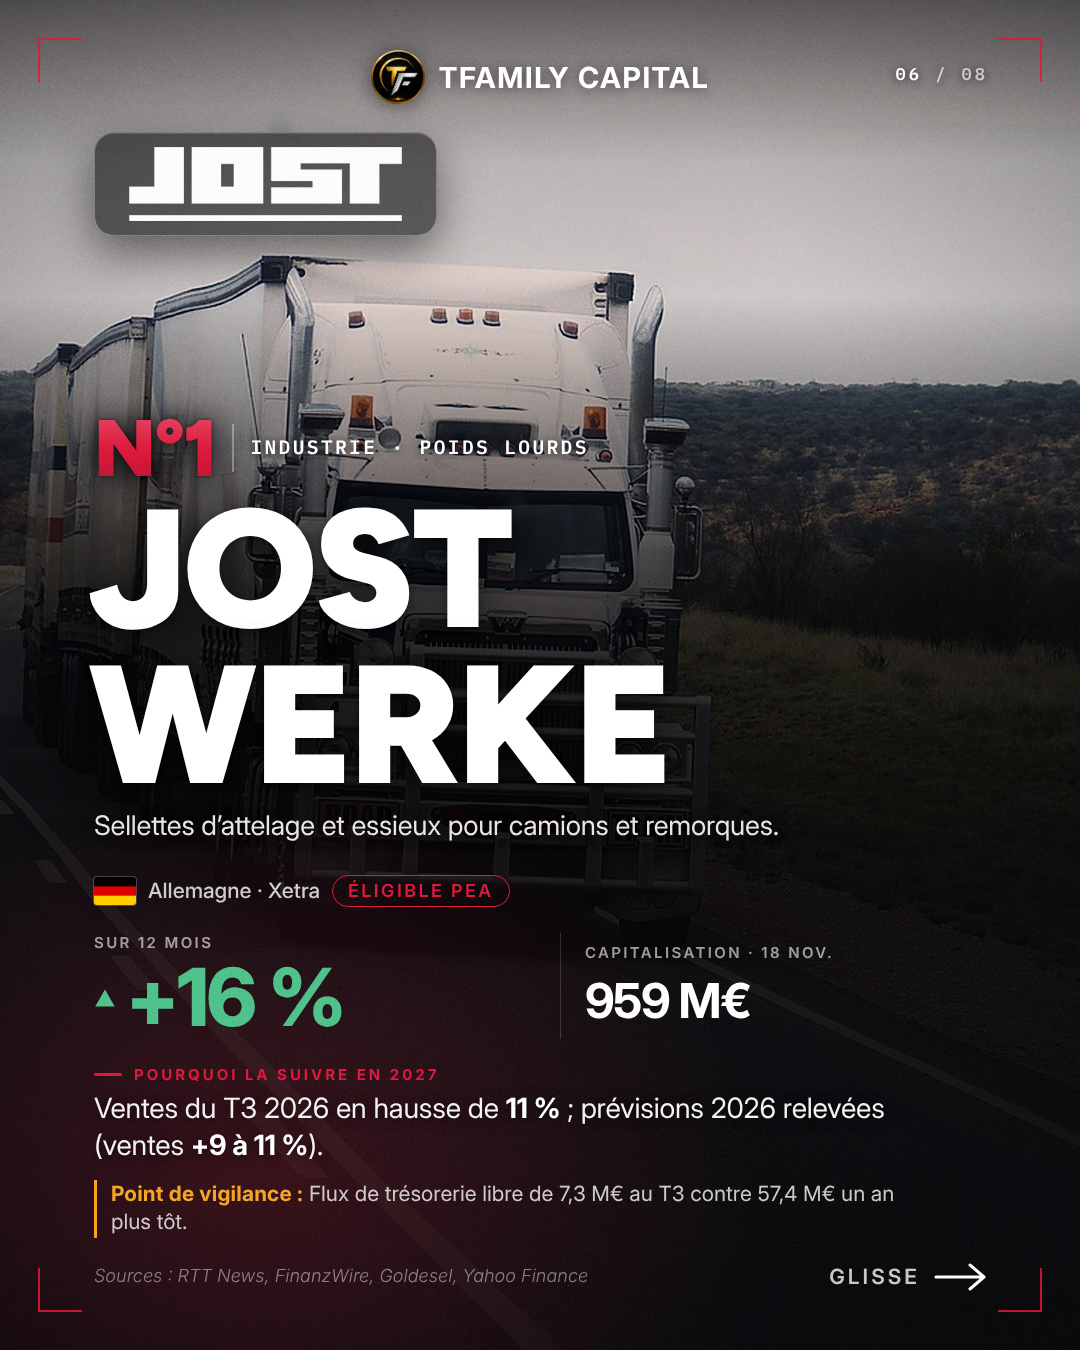 TFAMILY CAPITAL
06 / 08
JOST
N°1
INDUSTRIE · POIDS LOURDS
JOST
WERKE
Sellettes d’attelage et essieux pour camions et remorques.
Allemagne · Xetra
ÉLIGIBLE PEA
SUR 12 MOIS
+16 %
CAPITALISATION · 18 NOV.
959 M€
POURQUOI LA SUIVRE EN 2027
Ventes du T3 2026 en hausse de 11 % ; prévisions 2026 relevées
(ventes +9 à 11 %).
Point de vigilance : Flux de trésorerie libre de 7,3 M€ au T3 contre 57,4 M€ un an
plus tôt.
Sources : RTT News, FinanzWire, Goldesel, Yahoo Finance
GLISSE